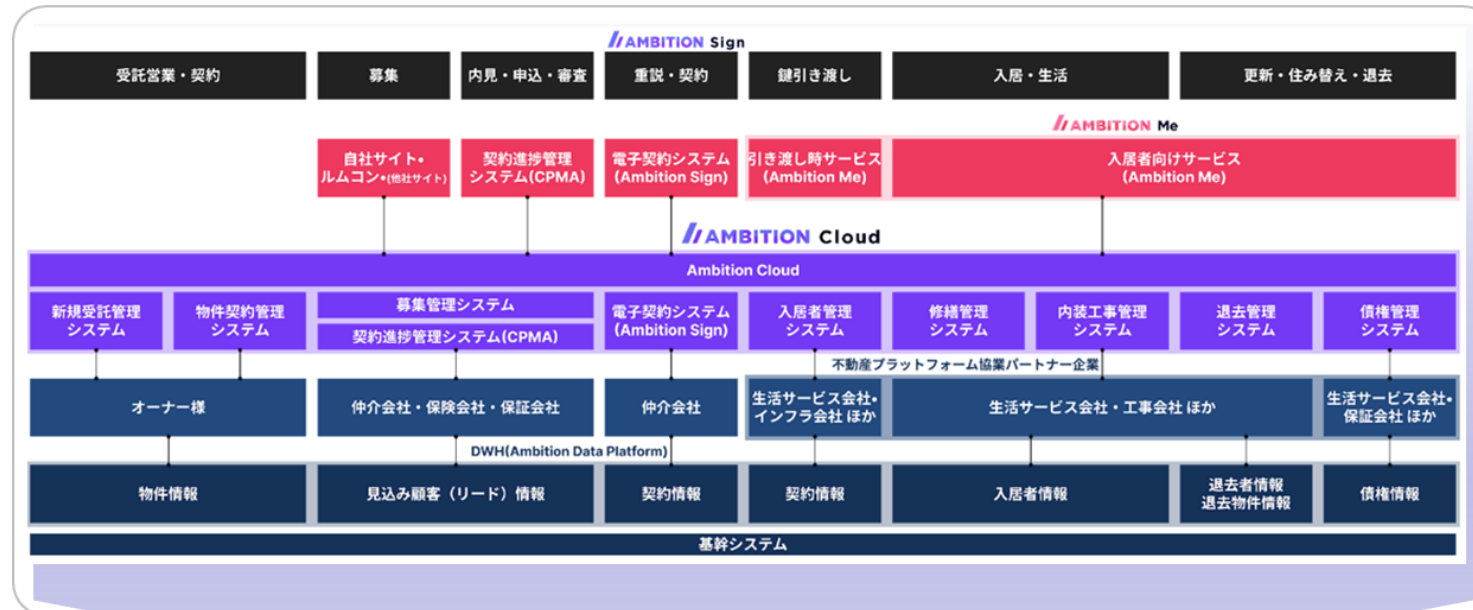 AMBITION Sign
受託営業・契約
募集
内見・申込・審査
重説・契約
鍵引き渡し
入居・生活
更新・住み替え・退去
AMBITION Me
自社サイト・
ルムコン・(他社サイト)
契約進捗管理
システム(CPMA)
電子契約システム
(Ambition Sign)
引き渡し時サービス
(Ambition Me)
入居者向けサービス
(Ambition Me)
AMBITION Cloud
Ambition Cloud
新規受託管理
システム
物件契約管理
システム
募集管理システム
契約進捗管理システム(CPMA)
電子契約システム
(Ambition Sign)
入居者管理
システム
修繕管理
システム
内装工事管理
システム
退去管理
システム
債権管理
システム
不動産プラットフォーム協業パートナー企業
オーナー様
仲介会社・保険会社・保証会社
仲介会社
生活サービス会社・
インフラ会社 ほか
生活サービス会社・工事会社 ほか
生活サービス会社・
保証会社 ほか
DWH(Ambition Data Platform)
物件情報
見込み顧客（リード）情報
契約情報
契約情報
入居者情報
退去者情報
退去物件情報
債権情報
基幹システム